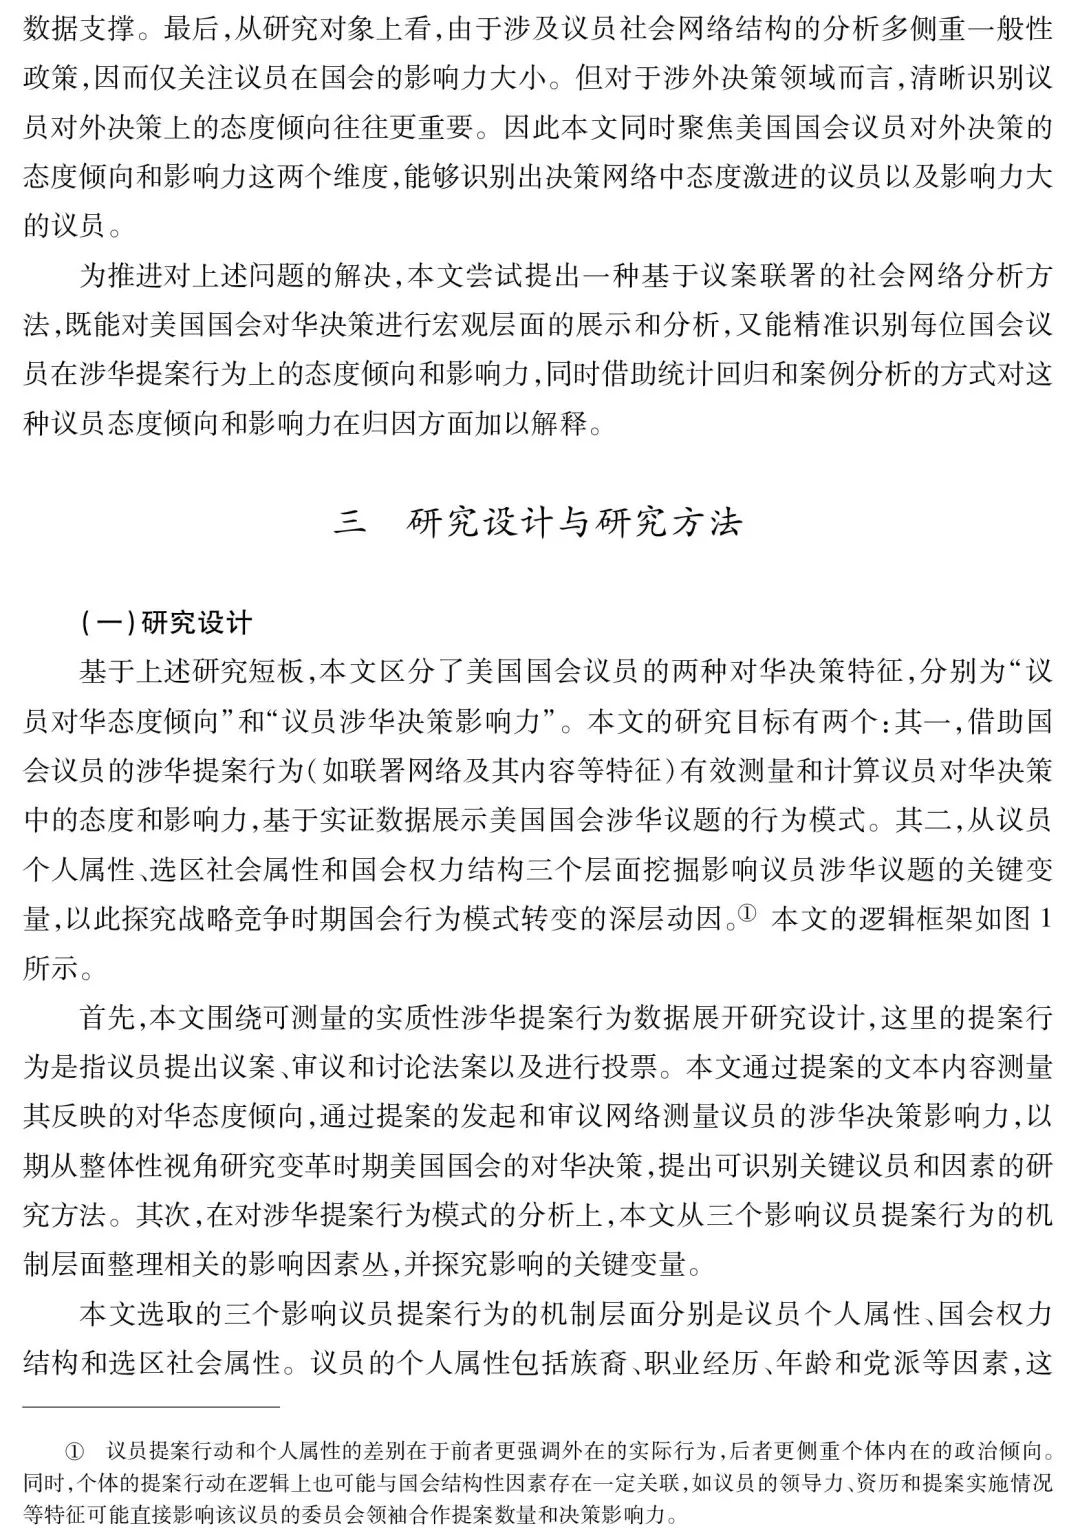 数据支撑。最后,从研究对象上看,由于涉及议员社会网络结构的分析多侧重一般性
政策,因而仅关注议员在国会的影响力大小。但对于涉外决策领域而言,清晰识别议
员对外决策上的态度倾向往往更重要。因此本文同时聚焦美国国会议员对外决策的
态度倾向和影响力这两个维度,能够识别出决策网络中态度激进的议员以及影响力大
的议员。
为推进对上述问题的解决,本文尝试提出一种基于议案联署的社会网络分析方
法,既能对美国国会对华决策进行宏观层面的展示和分析,又能精准识别每位国会议
员在涉华提案行为上的态度倾向和影响力,同时借助统计回归和案例分析的方式对这
种议员态度倾向和影响力在归因方面加以解释。
三 研究设计与研究方法
(一)研究设计
基于上述研究短板,本文区分了美国国会议员的两种对华决策特征,分别为“议
员对华态度倾向”和“议员涉华决策影响力”。本文的研究目标有两个:其一,借助国
会议员的涉华提案行为(如联署网络及其内容等特征)有效测量和计算议员对华决策
中的态度和影响力,基于实证数据展示美国国会涉华议题的行为模式。其二,从议员
个人属性、选区社会属性和国会权力结构三个层面挖掘影响议员涉华议题的关键变
量,以此探究战略竞争时期国会行为模式转变的深层动因。① 本文的逻辑框架如图 1
所示。
首先,本文围绕可测量的实质性涉华提案行为数据展开研究设计,这里的提案行
为是指议员提出议案、审议和讨论法案以及进行投票。本文通过提案的文本内容测量
其反映的对华态度倾向,通过提案的发起和审议网络测量议员的涉华决策影响力,以
期从整体性视角研究变革时期美国国会的对华决策,提出可识别关键议员和因素的研
究方法。其次,在对涉华提案行为模式的分析上,本文从三个影响议员提案行为的机
制层面整理相关的影响因素丛,并探究影响的关键变量。
本文选取的三个影响议员提案行为的机制层面分别是议员个人属性、国会权力
结构和选区社会属性。议员的个人属性包括族裔、职业经历、年龄和党派等因素,这
① 议员提案行动和个人属性的差别在于前者更强调外在的实际行为,后者更侧重个体内在的政治倾向。
同时,个体的提案行动在逻辑上也可能与国会结构性因素存在一定关联,如议员的领导力、资历和提案实施情况
等特征可能直接影响该议员的委员会领袖合作提案数量和决策影响力。